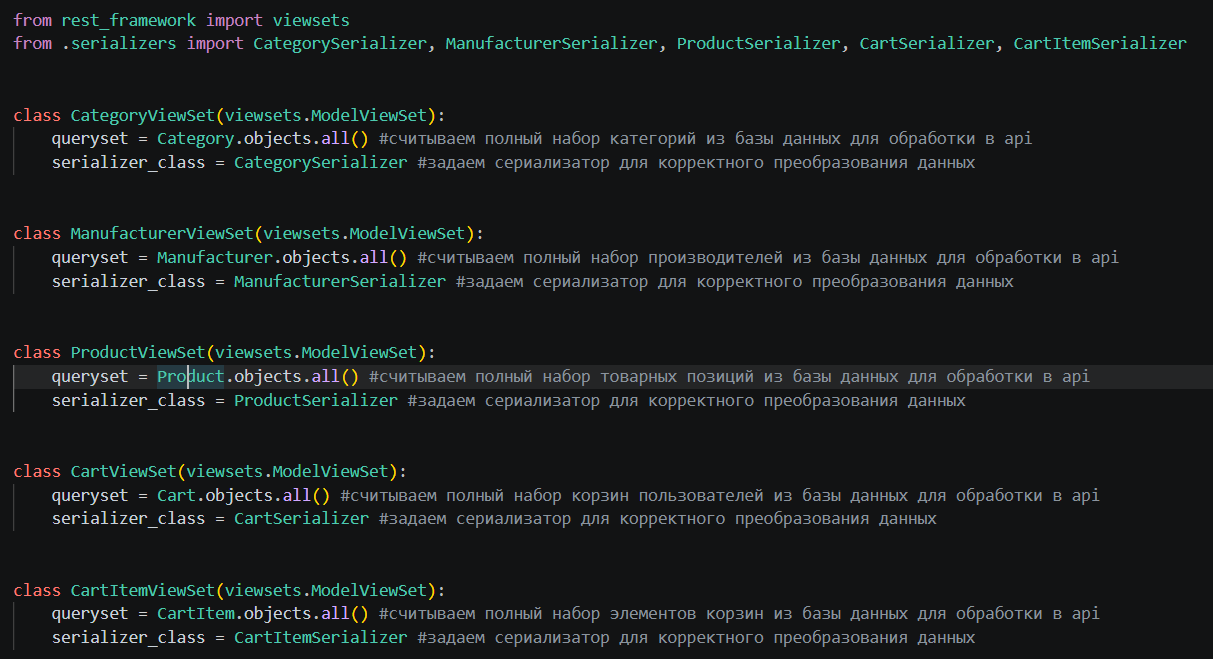 from rest_framework import viewsets
from .serializers import CategorySerializer, ManufacturerSerializer, ProductSerializer, CartSerializer, CartItemSerializer
class CategoryViewSet(viewsets.ModelViewSet):
queryset = Category.objects.all() #считываем полный набор категорий из базы данных для обработки в api
serializer_class = CategorySerializer #задаем сериализатор для корректного преобразования данных
class ManufacturerViewSet(viewsets.ModelViewSet):
queryset = Manufacturer.objects.all() #считываем полный набор производителей из базы данных для обработки в api
serializer_class = ManufacturerSerializer #задаем сериализатор для корректного преобразования данных
class ProductViewSet(viewsets.ModelViewSet):
queryset = Product.objects.all() #считываем полный набор товарных позиций из базы данных для обработки в api
serializer_class = ProductSerializer #задаем сериализатор для корректного преобразования данных
class CartViewSet(viewsets.ModelViewSet):
queryset = Cart.objects.all() #считываем полный набор корзин пользователей из базы данных для обработки в api
serializer_class = CartSerializer #задаем сериализатор для корректного преобразования данных
class CartItemViewSet(viewsets.ModelViewSet):
queryset = CartItem.objects.all() #считываем полный набор элементов корзин из базы данных для обработки в api
serializer_class = CartItemSerializer #задаем сериализатор для корректного преобразования данных